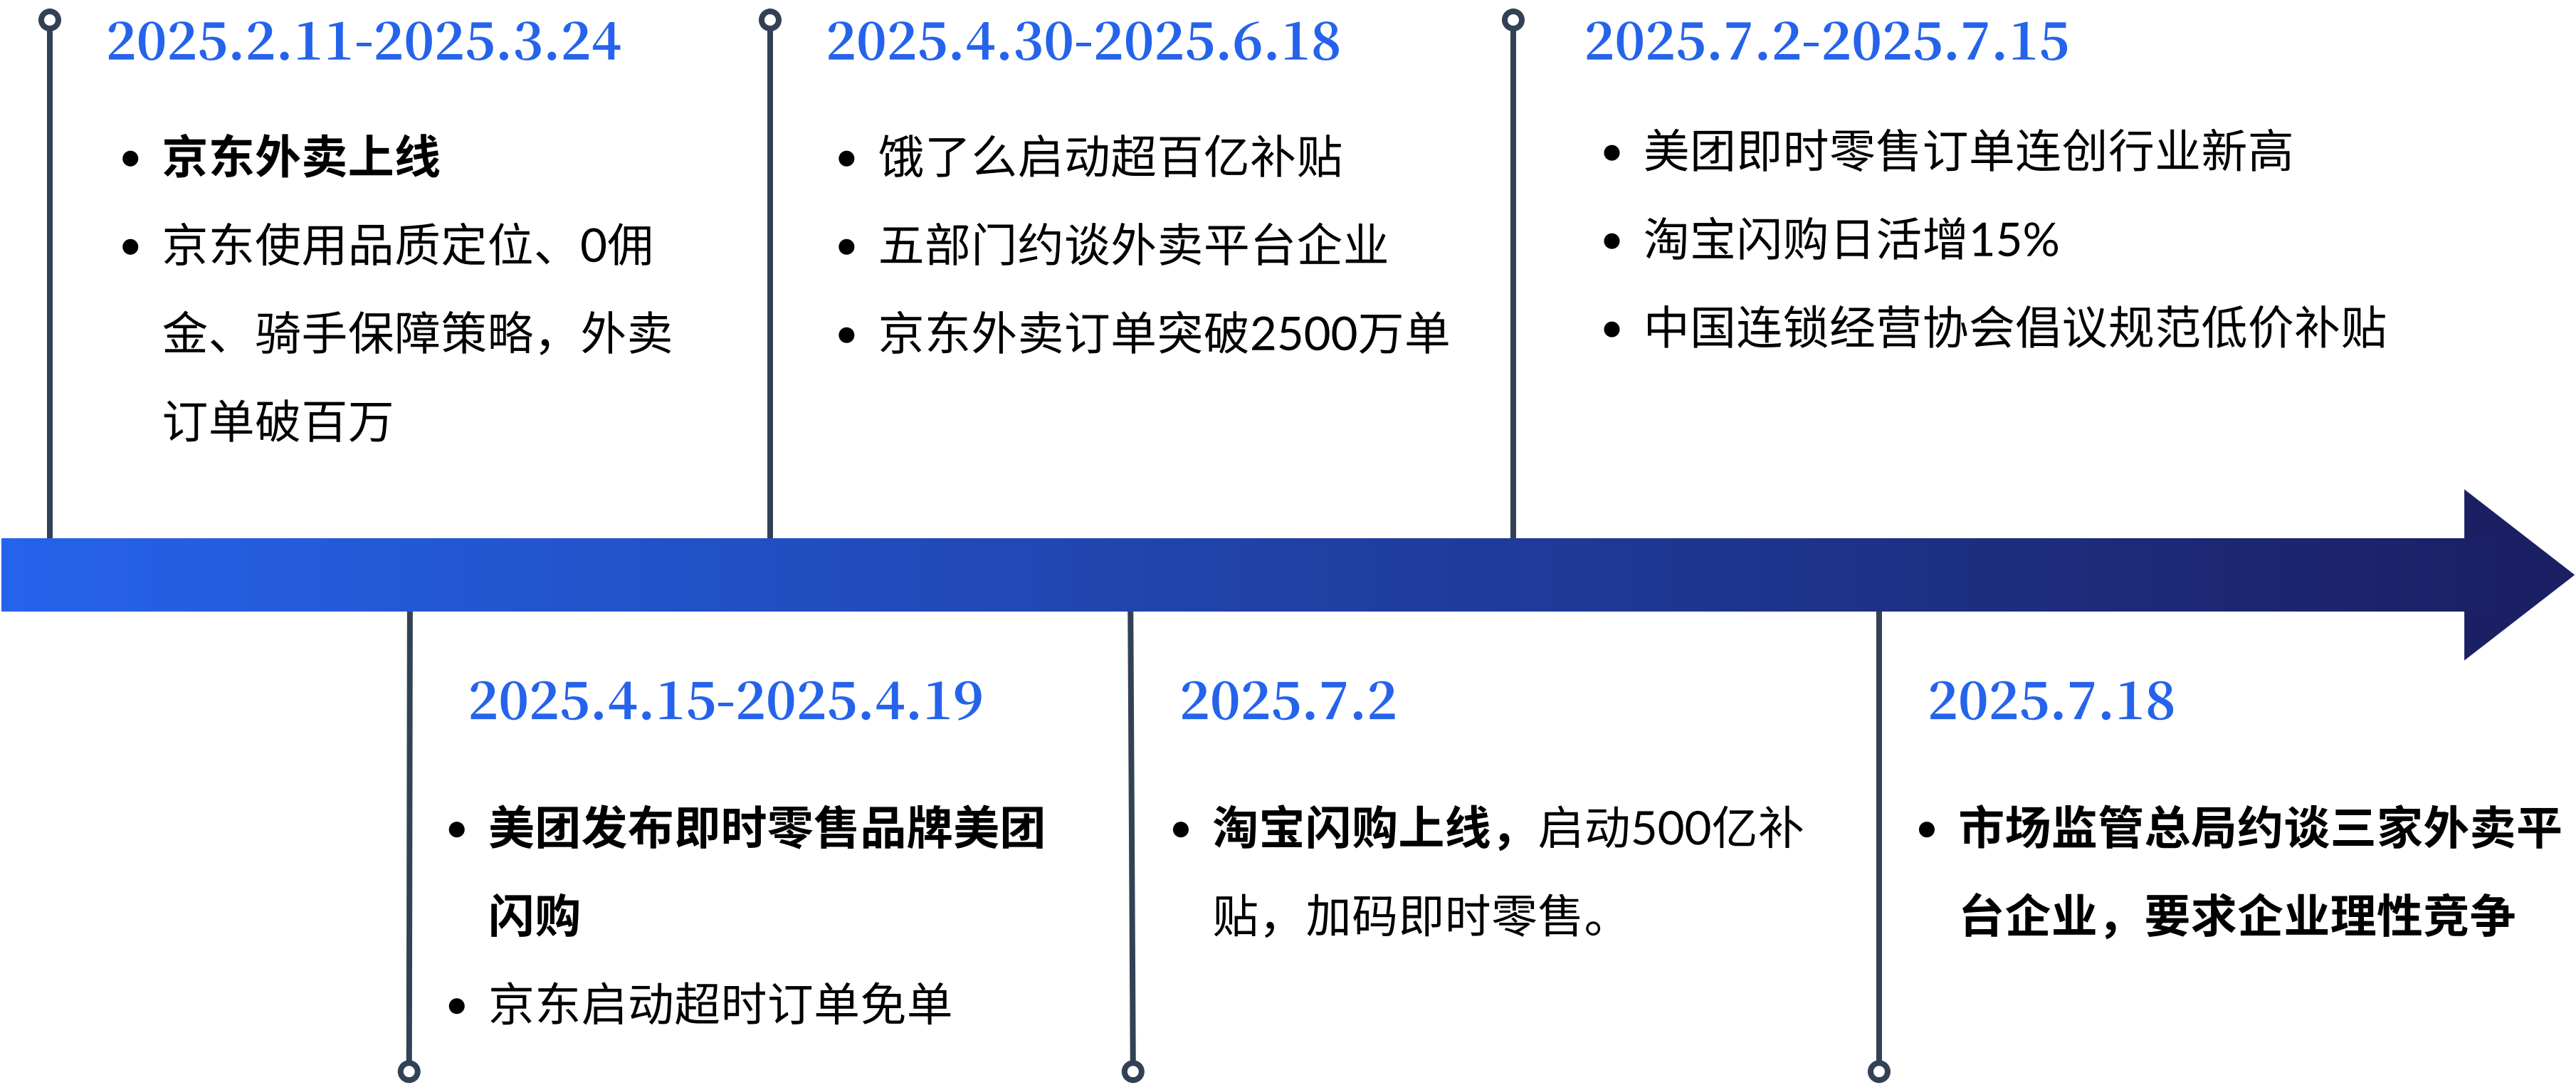 2025.2.11-2025.3.24
• 京东外卖上线
• 京东使用品质定位、0佣
金、骑手保障策略，外卖
订单破百万
2025.4.30-2025.6.18
• 饿了么启动超百亿补贴
• 五部门约谈外卖平台企业
• 京东外卖订单突破2500万单
2025.7.2-2025.7.15
• 美团即时零售订单连创行业新高
• 淘宝闪购日活增15%
• 中国连锁经营协会倡议规范低价补贴
2025.4.15-2025.4.19
• 美团发布即时零售品牌美团
闪购
• 京东启动超时订单免单
2025.7.2
• 淘宝闪购上线，启动500亿补
贴，加码即时零售。
2025.7.18
• 市场监管总局约谈三家外卖平
台企业，要求企业理性竞争